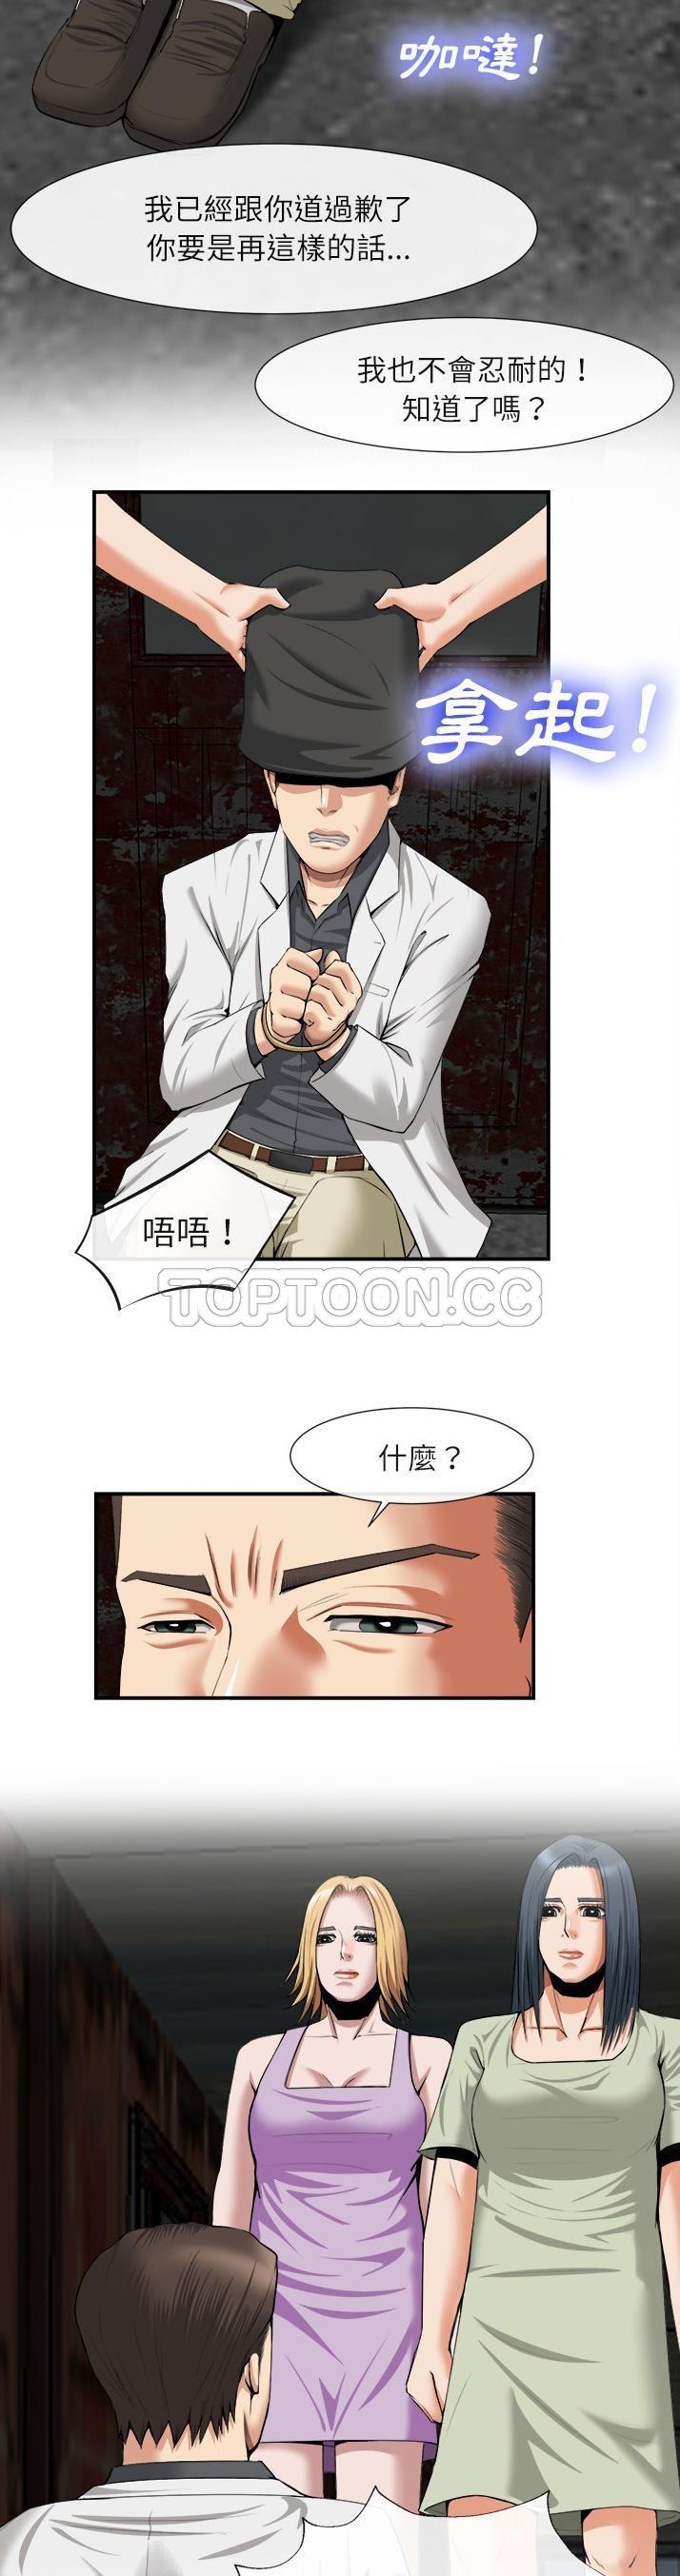 咖噠!
我已經跟你道過歉了
你要是再這樣的話...
我也不會忍耐的！
知道了嗎？
拿起!
唔唔！
TOPTOON.CC
什麼？